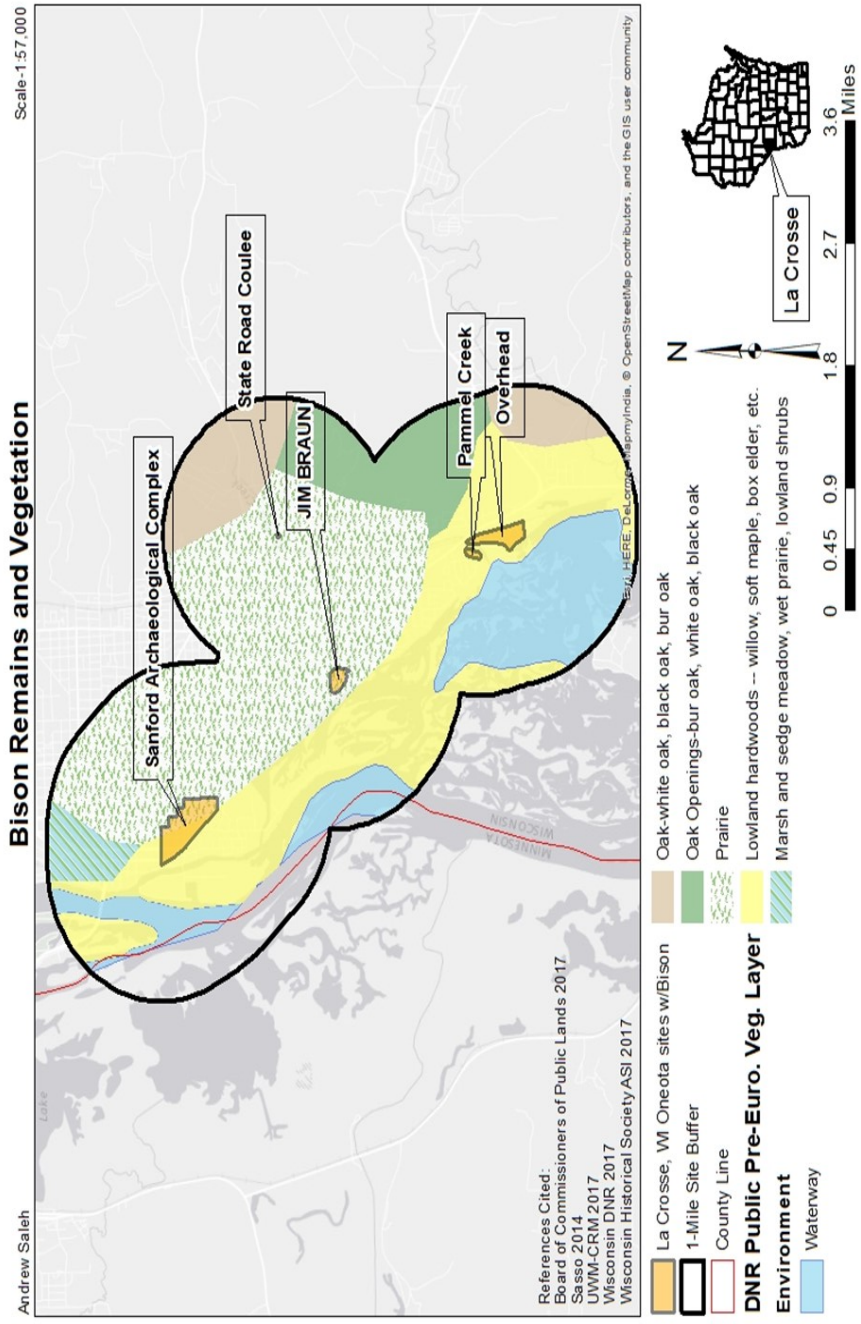 Andrew Saleh
Bison Remains and Vegetation
Scale-1:57,000
Lake
Sanford Archaeological Complex
State Road Coulee
JIM BRAUN
Pammel Creek
Overhead
MINNESOTA
WISCONSIN
References Cited:
Board of Commissioners of Public Lands 2017
Sasso 2014
UWM-CRM 2017
Wisconsin DNR 2017
Wisconsin Historical Society ASI 2017
Esri, HERE, DeLorme, MapmyIndia, © OpenStreetMap contributors, and the GIS user community
La Crosse, WI Oneota sites w/Bison
1-Mile Site Buffer
County Line
DNR Public Pre-Euro. Veg. Layer
Environment
Waterway
Oak-white oak, black oak, bur oak
Oak Openings-bur oak, white oak, black oak
Prairie
Lowland hardwoods -- willow, soft maple, box elder, etc.
Marsh and sedge meadow, wet prairie, lowland shrubs
N
La Crosse
0 0.45 0.9 1.8 2.7 3.6
Miles